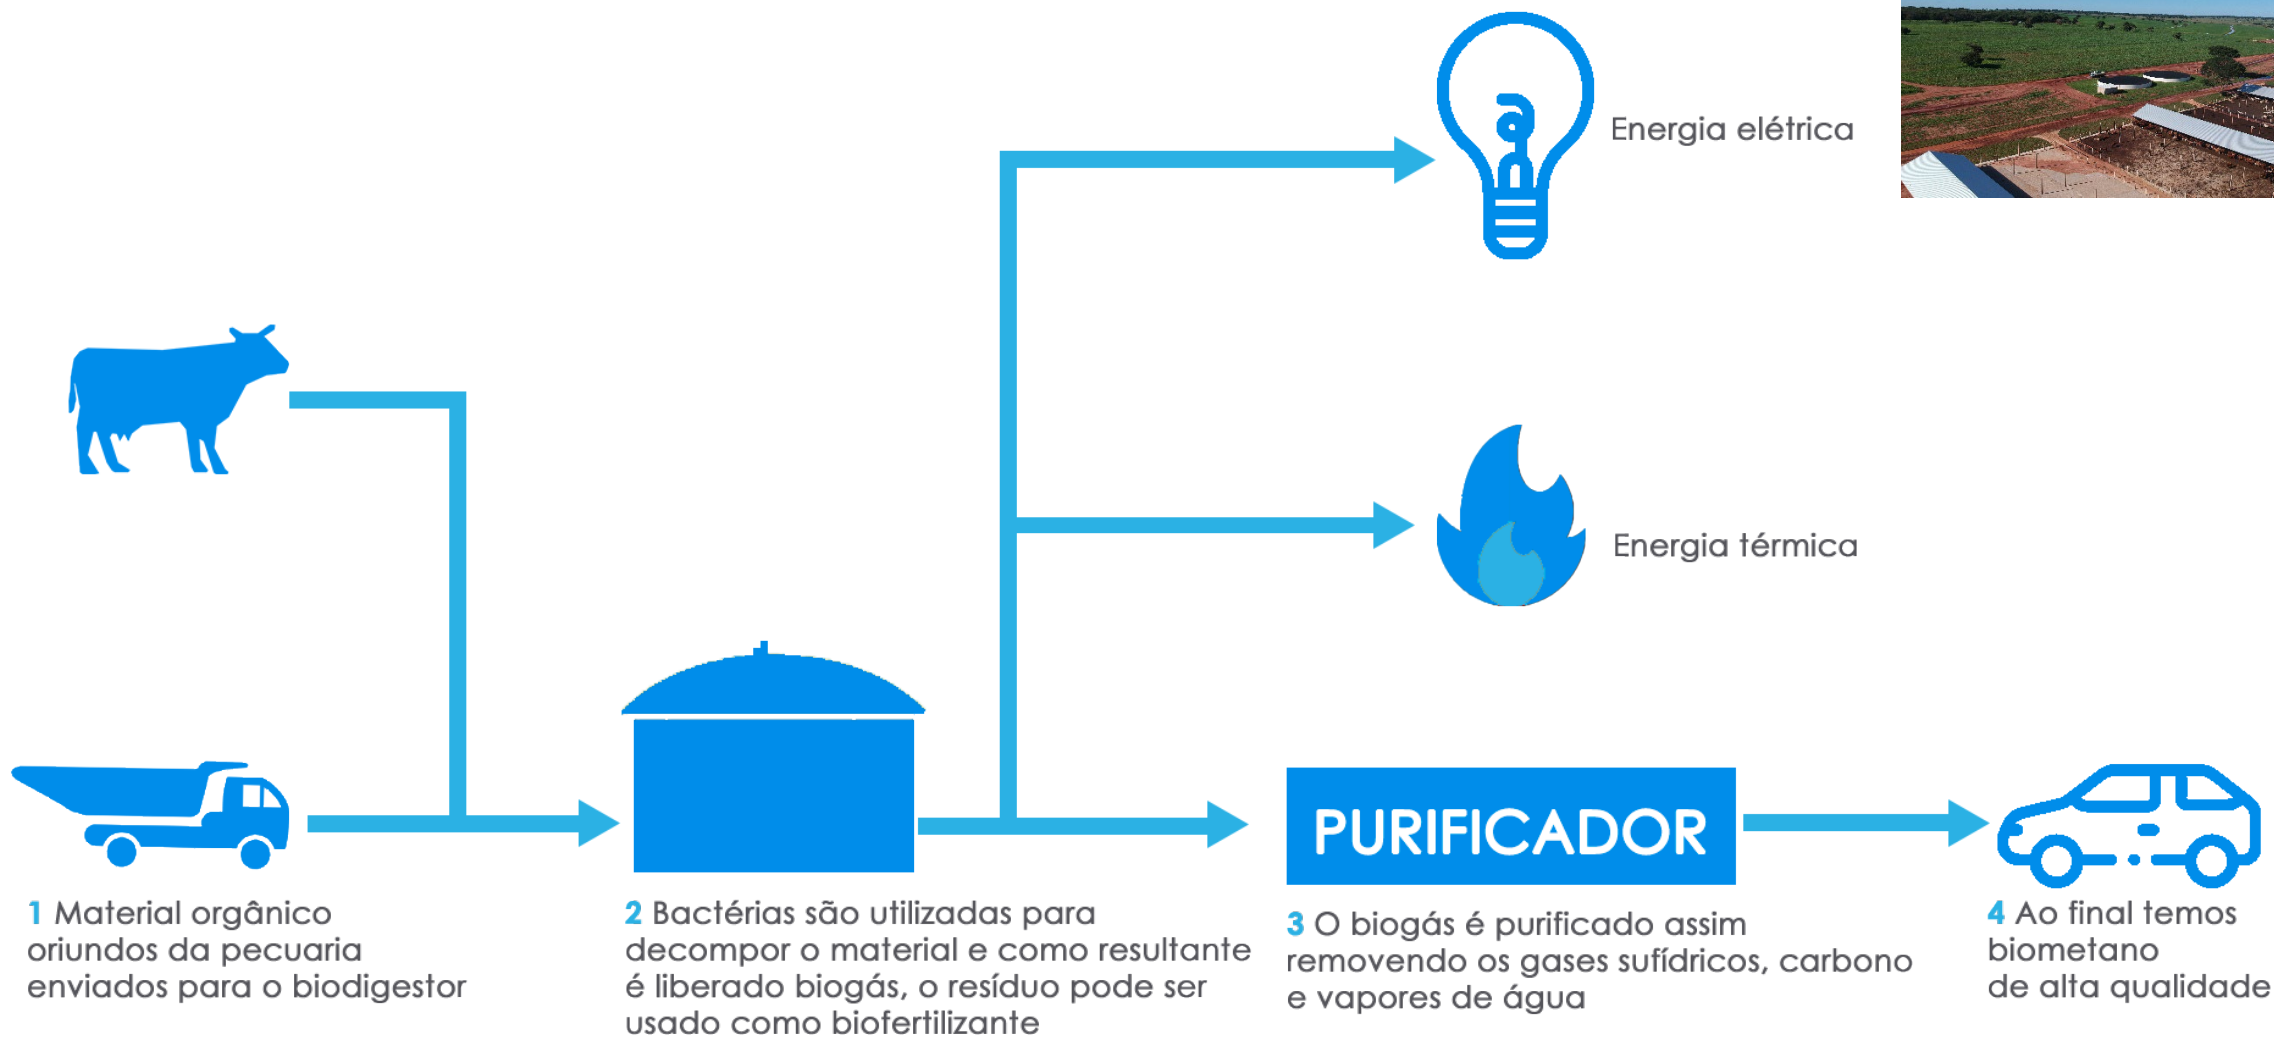 Energia elétrica
Energia térmica
PURIFICADOR
1 Material orgânico
oriundos da pecuaria
enviados para o biodigestor
2 Bactérias são utilizadas para
decompor o material e como resultante
é liberado biogás, o resíduo pode ser
usado como biofertilizante
3 O biogás é purificado assim
removendo os gases sufídricos, carbono
e vapores de água
4 Ao final temos
biometano
de alta qualidade